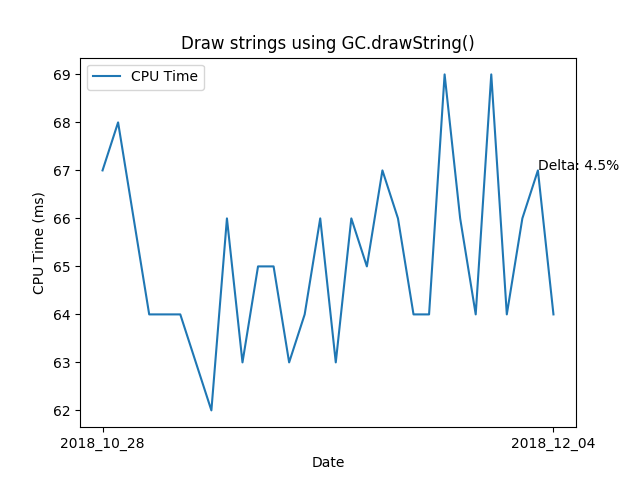 Draw strings using GC.drawString()
CPU Time
69
68
67
66
65
64
63
62
CPU Time (ms)
Delta: 4.5%
2018_10_28
2018_12_04
Date